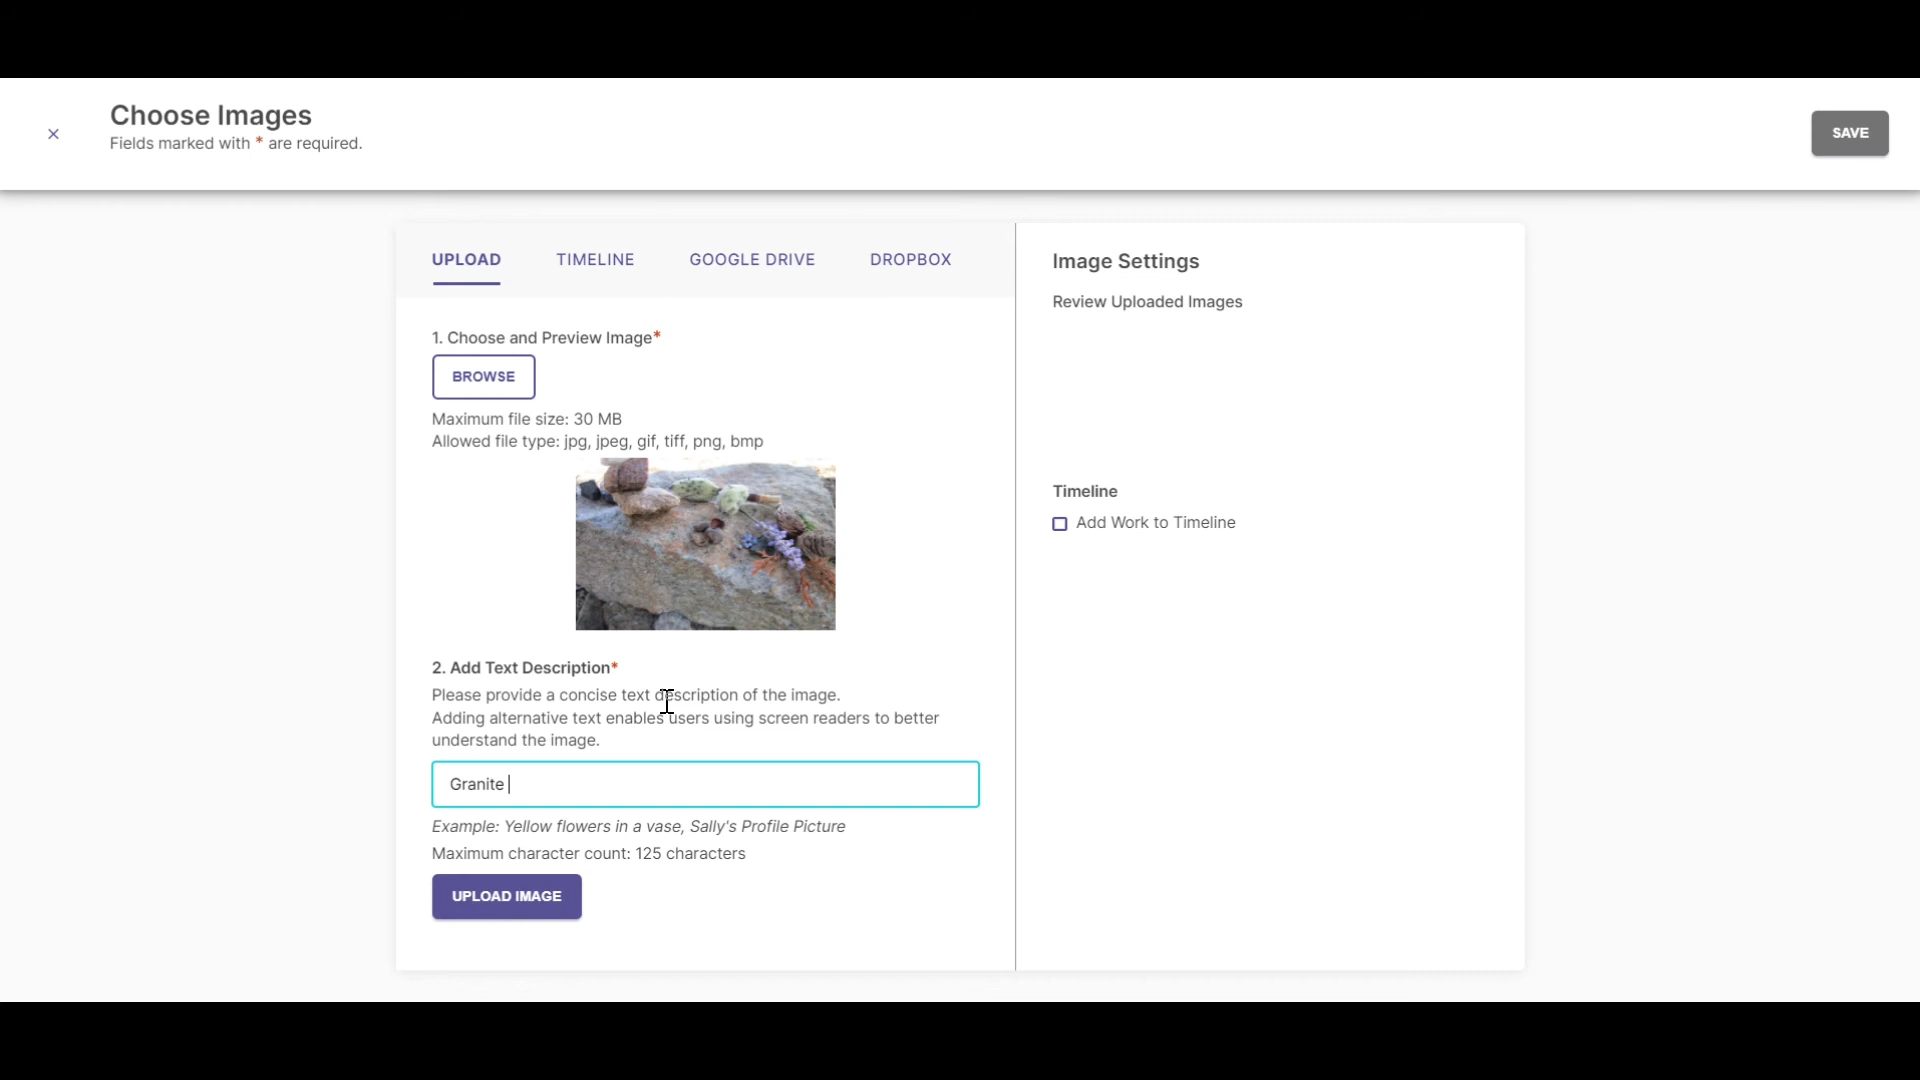 Choose Images
Fields marked with * are required.
SAVE
UPLOAD
TIMELINE
GOOGLE DRIVE
DROPBOX
1. Choose and Preview Image*
BROWSE
Maximum file size: 30 MB
Allowed file type: jpg, jpeg, gif, tiff, png, bmp
2. Add Text Description*
Please provide a concise text description of the image.
Adding alternative text enables users using screen readers to better
understand the image.
Granite
Example: Yellow flowers in a vase, Sally's Profile Picture
Maximum character count: 125 characters
UPLOAD IMAGE
Image Settings
Review Uploaded Images
Timeline
Add Work to Timeline